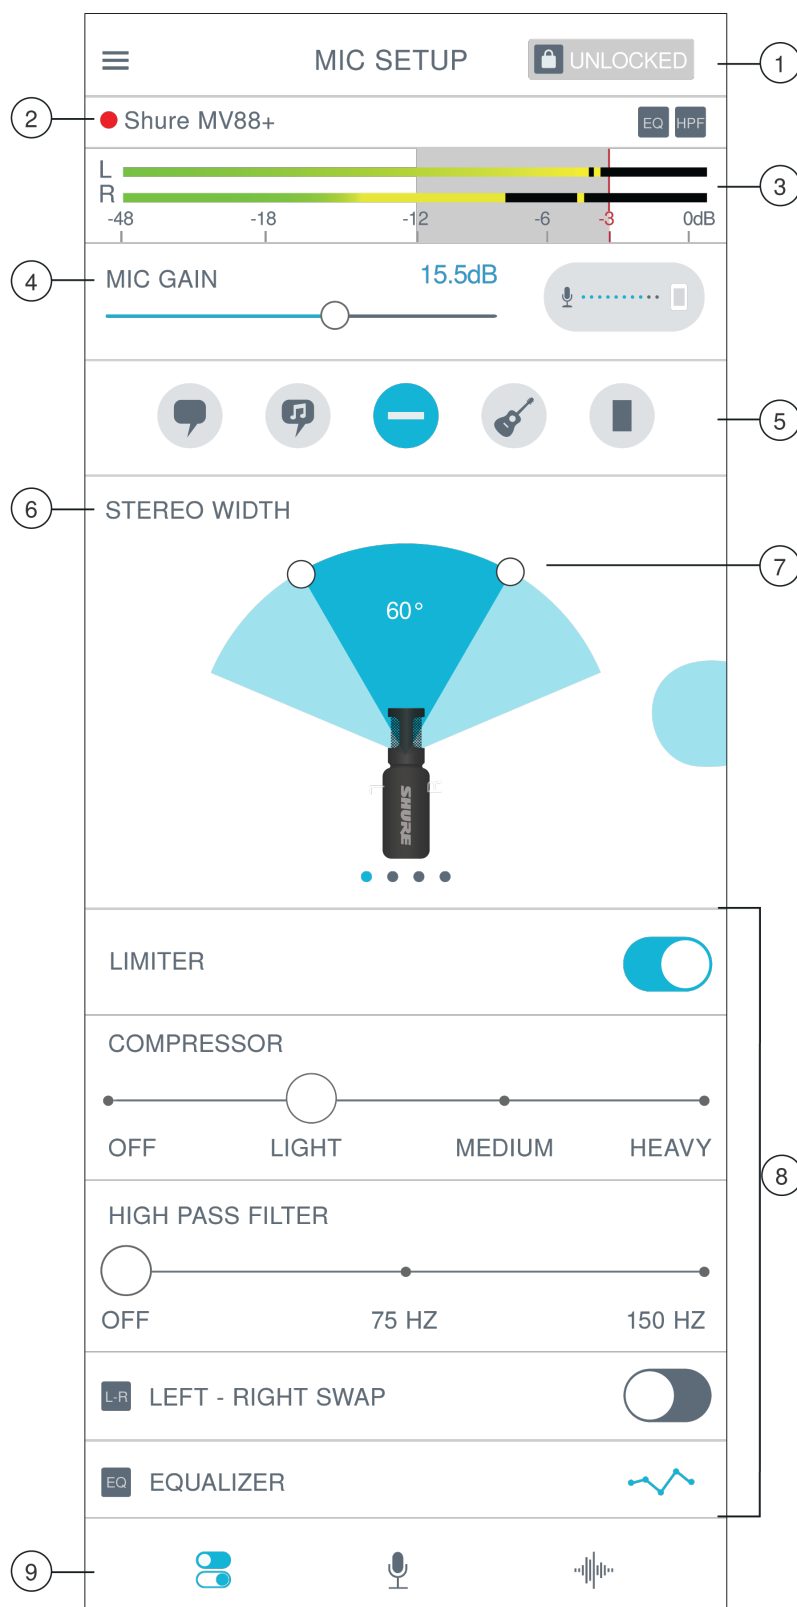 MIC SETUP
UNLOCKED
1
2
Shure MV88+
EQ HPF
L
R
3
-48 -18 -12 -6 -3 0dB
4
MIC GAIN 15.5dB
5
6
STEREO WIDTH
7
60°
L R
SHURE
LIMITER
COMPRESSOR
OFF LIGHT MEDIUM HEAVY
8
HIGH PASS FILTER
OFF 75 HZ 150 HZ
L-R LEFT - RIGHT SWAP
EQ EQUALIZER
9